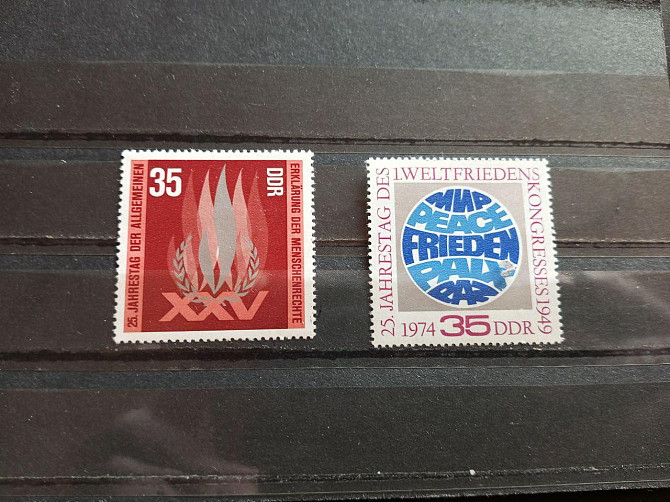 35
DDR
25. JAHRESTAG DER ALLGEMEINEN
ERKLÄRUNG DER MENSCHENRECHTE
XXV
25. JAHRESTAG DES 1. WELTFRIEDENSKONGRESSES 1949
МИР
PEACE
FRIEDEN
PAIX
PAZ
1974 35 DDR